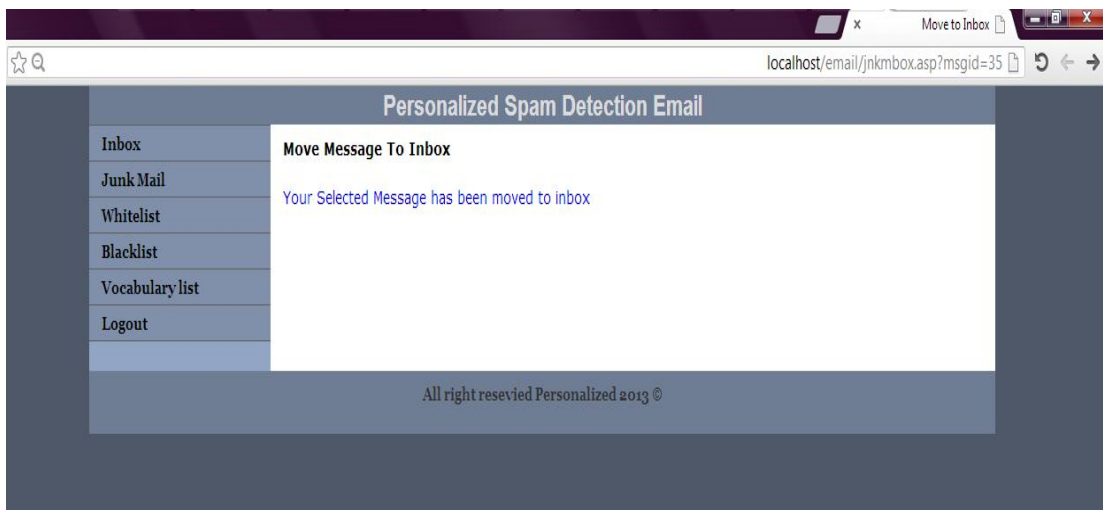 Move to Inbox
localhost/email/jnkmbox.asp?msgid=35
Personalized Spam Detection Email
Inbox
Junk Mail
Whitelist
Blacklist
Vocabulary list
Logout
Move Message To Inbox
Your Selected Message has been moved to inbox
All right resevied Personalized 2013 ©